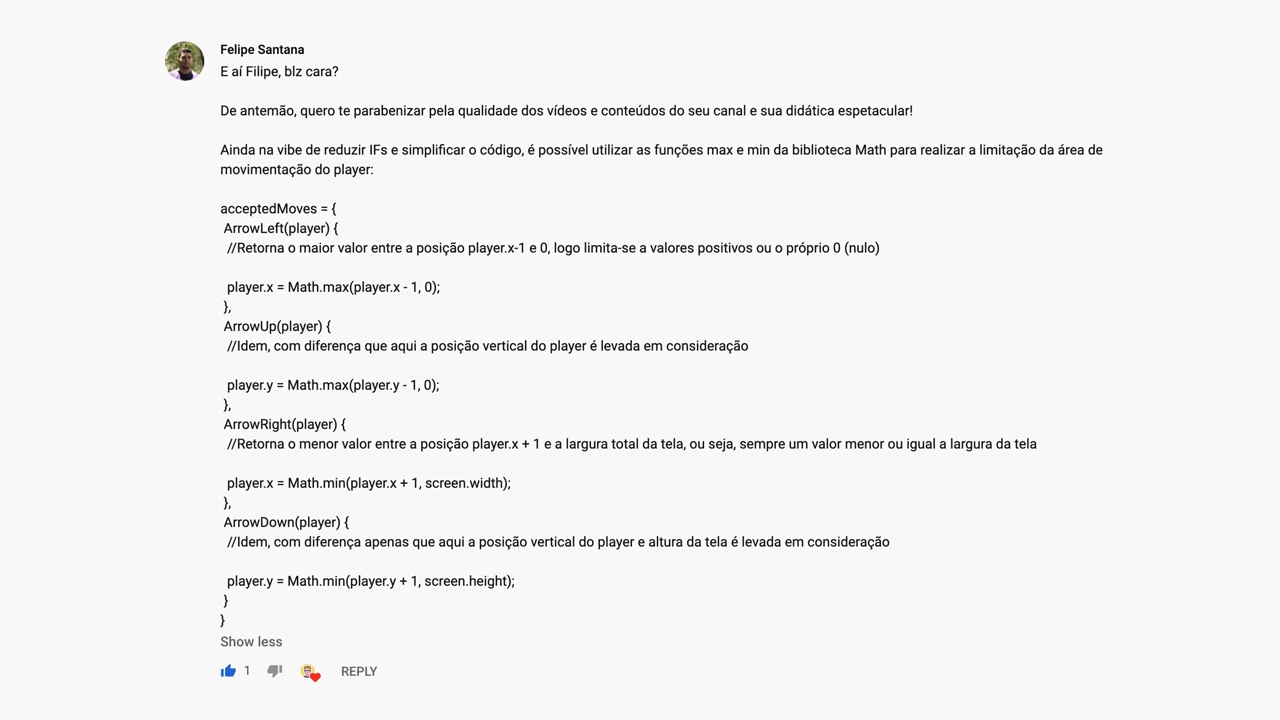 Felipe Santana
E aí Filipe, blz cara?
De antemão, quero te parabenizar pela qualidade dos vídeos e conteúdos do seu canal e sua didática espetacular!
Ainda na vibe de reduzir IFs e simplificar o código, é possível utilizar as funções max e min da biblioteca Math para realizar a limitação da área de
movimentação do player:
acceptedMoves = {
ArrowLeft(player) {
//Retorna o maior valor entre a posição player.x-1 e 0, logo limita-se a valores positivos ou o próprio 0 (nulo)
player.x = Math.max(player.x - 1, 0);
},
ArrowUp(player) {
//Idem, com diferença que aqui a posição vertical do player é levada em consideração
player.y = Math.max(player.y - 1, 0);
},
ArrowRight(player) {
//Retorna o menor valor entre a posição player.x + 1 e a largura total da tela, ou seja, sempre um valor menor ou igual a largura da tela
player.x = Math.min(player.x + 1, screen.width);
},
ArrowDown(player) {
//Idem, com diferença apenas que aqui a posição vertical do player e altura da tela é levada em consideração
player.y = Math.min(player.y + 1, screen.height);
}
}
Show less
1 REPLY